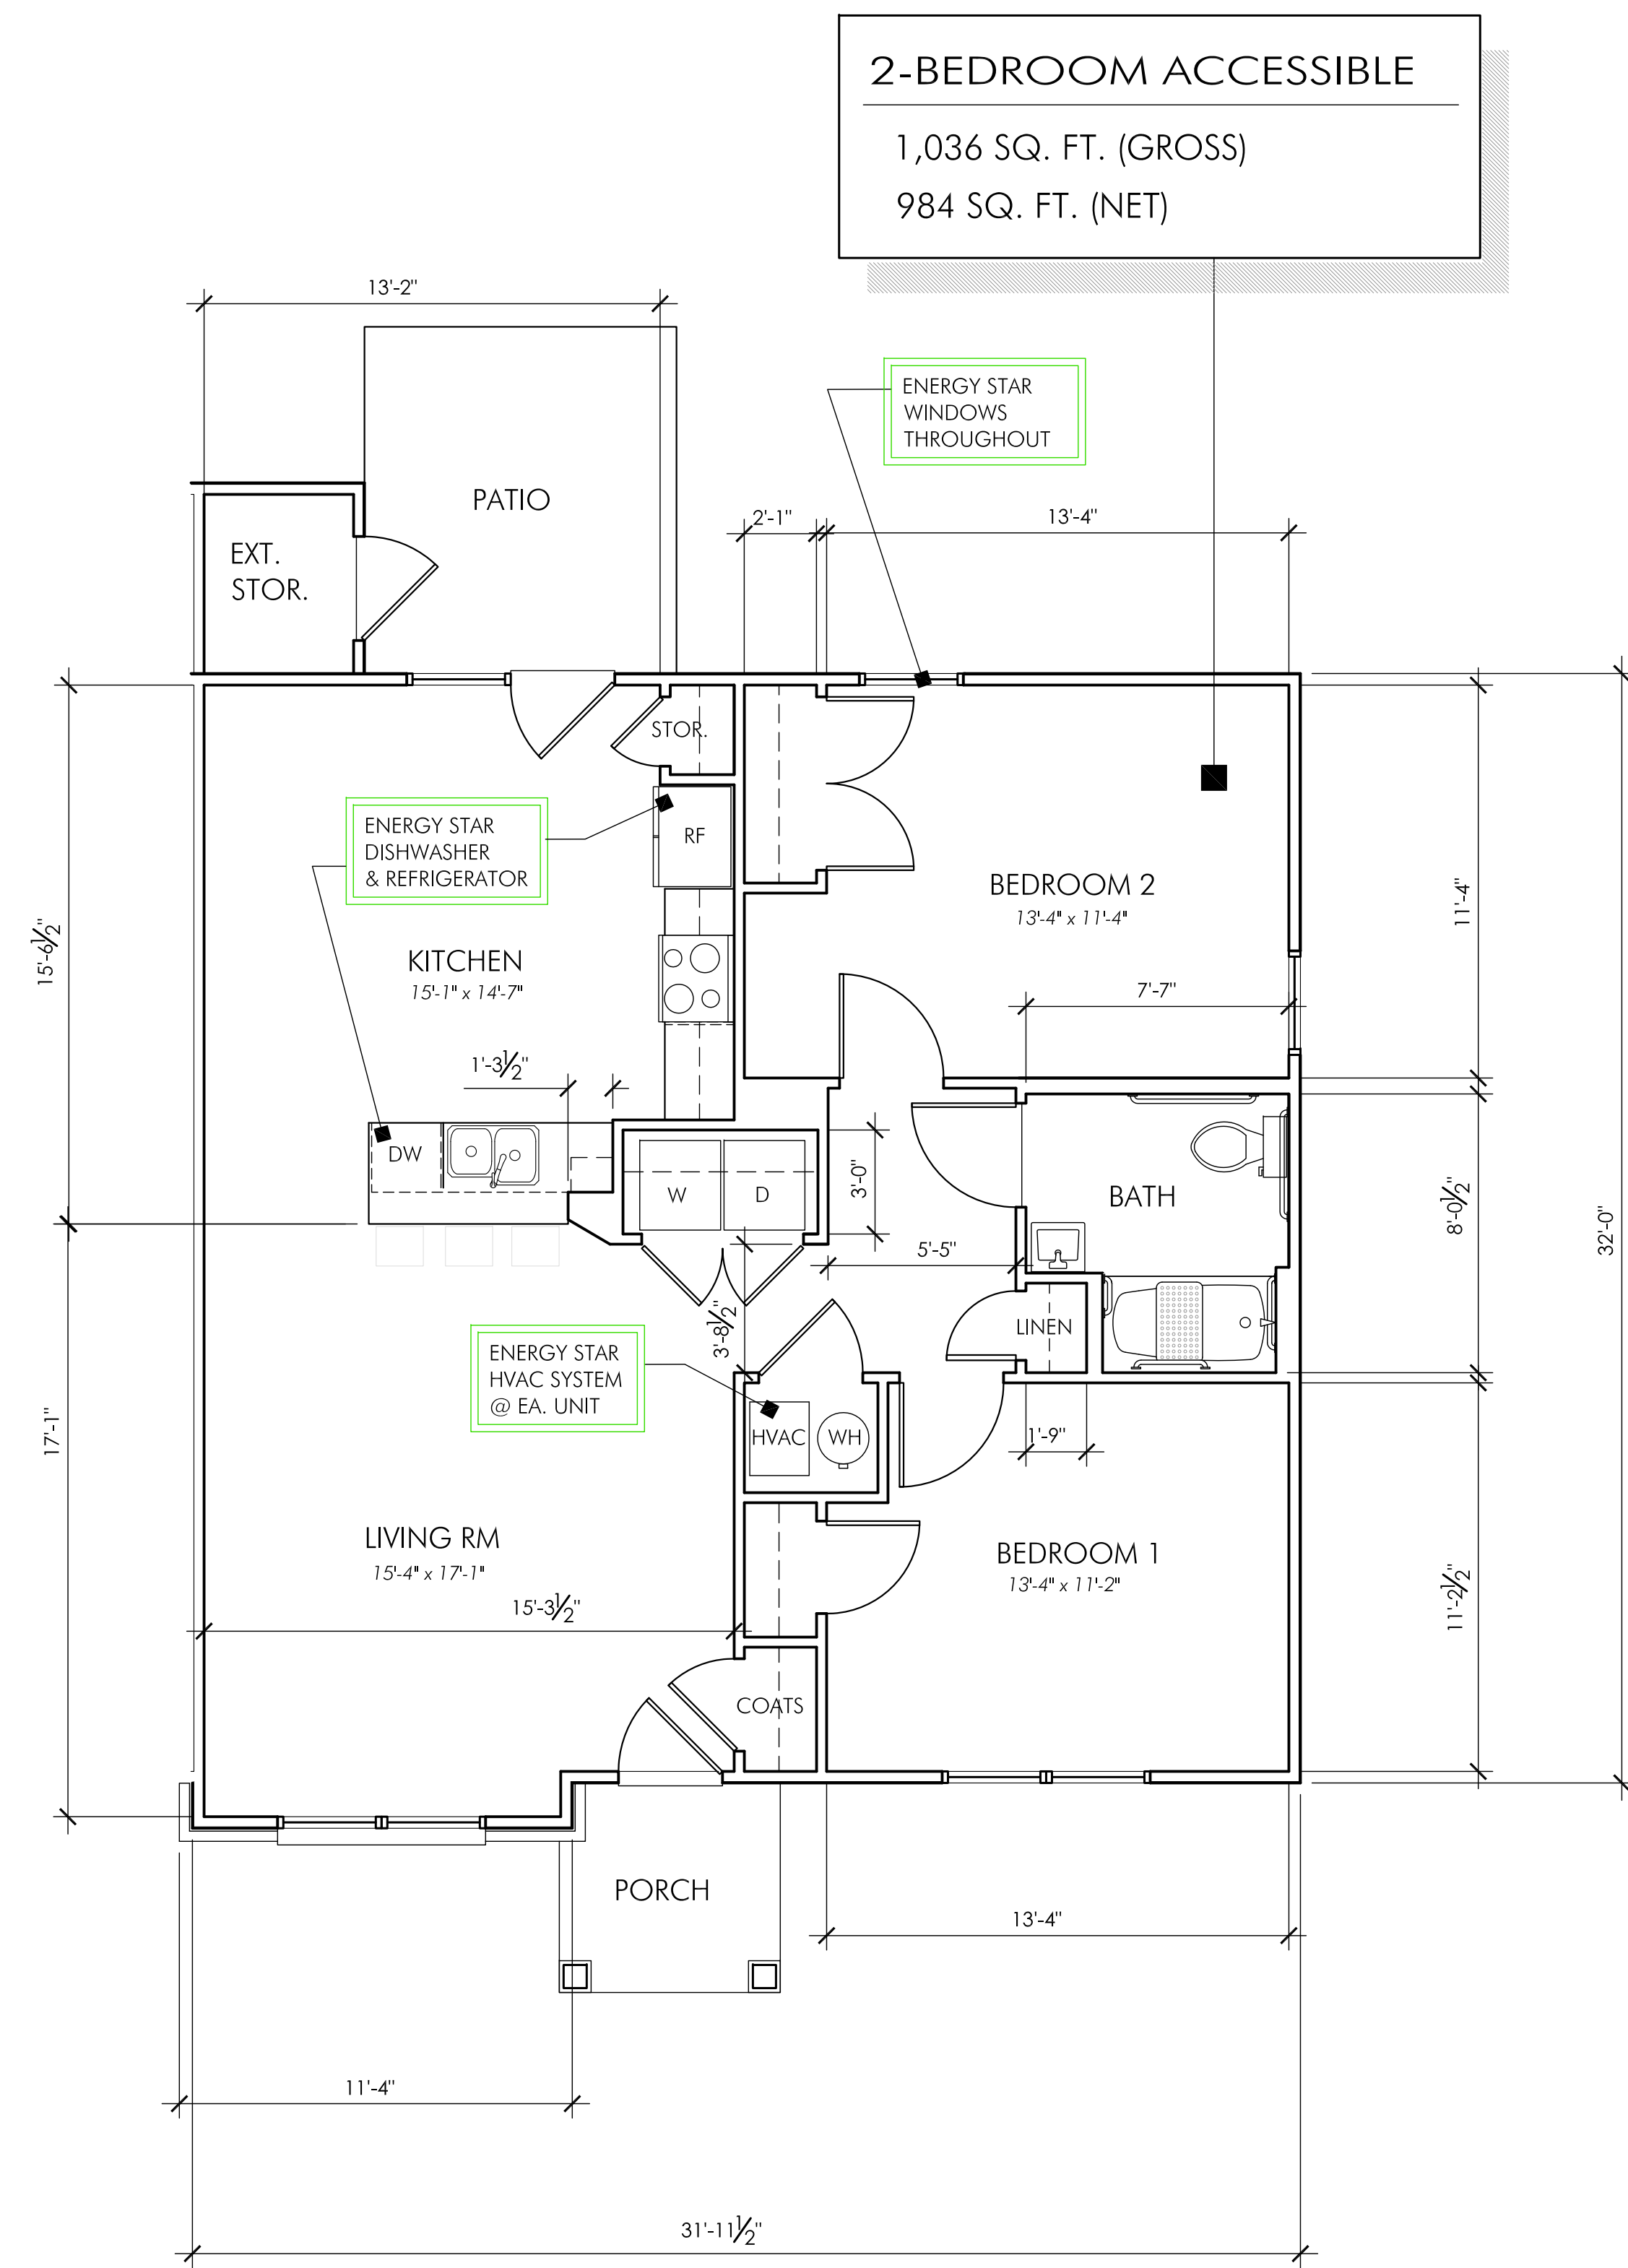 2-BEDROOM ACCESSIBLE
1,036 SQ. FT. (GROSS)
984 SQ. FT. (NET)
13'-2"
ENERGY STAR
WINDOWS
THROUGHOUT
PATIO
2'-1"
13'-4"
EXT.
STOR.
STOR.
ENERGY STAR
DISHWASHER
& REFRIGERATOR
RF
BEDROOM 2
13'-4" x 11'-4"
11'-4"
15'-6½"
KITCHEN
15'-1" x 14'-7"
7'-7"
1'-3½"
DW
W
D
3'-0"
BATH
8'-0½"
32'-0"
5'-5"
3'-8½"
LINEN
ENERGY STAR
HVAC SYSTEM
@ EA. UNIT
17'-1"
HVAC
WH
1'-9"
LIVING RM
15'-4" x 17'-1"
BEDROOM 1
13'-4" x 11'-2"
11'-2½"
15'-3½"
COATS
PORCH
13'-4"
11'-4"
31'-11½"